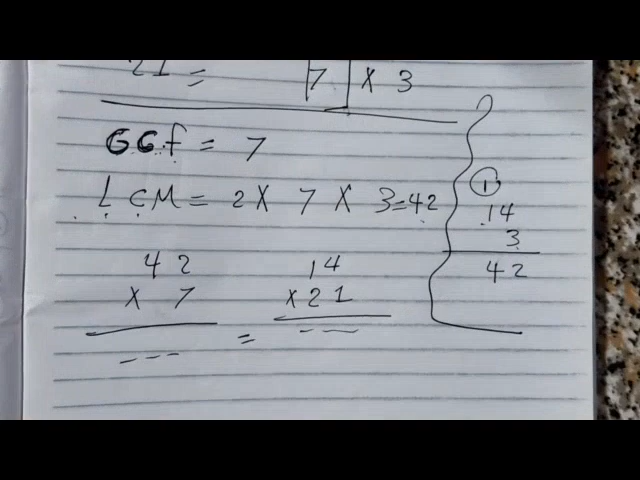 21 = 7 x 3
GCf = 7
LCM = 2 X 7 X 3 = 42
1
14
3
42
42
x 7
=
14
x 21